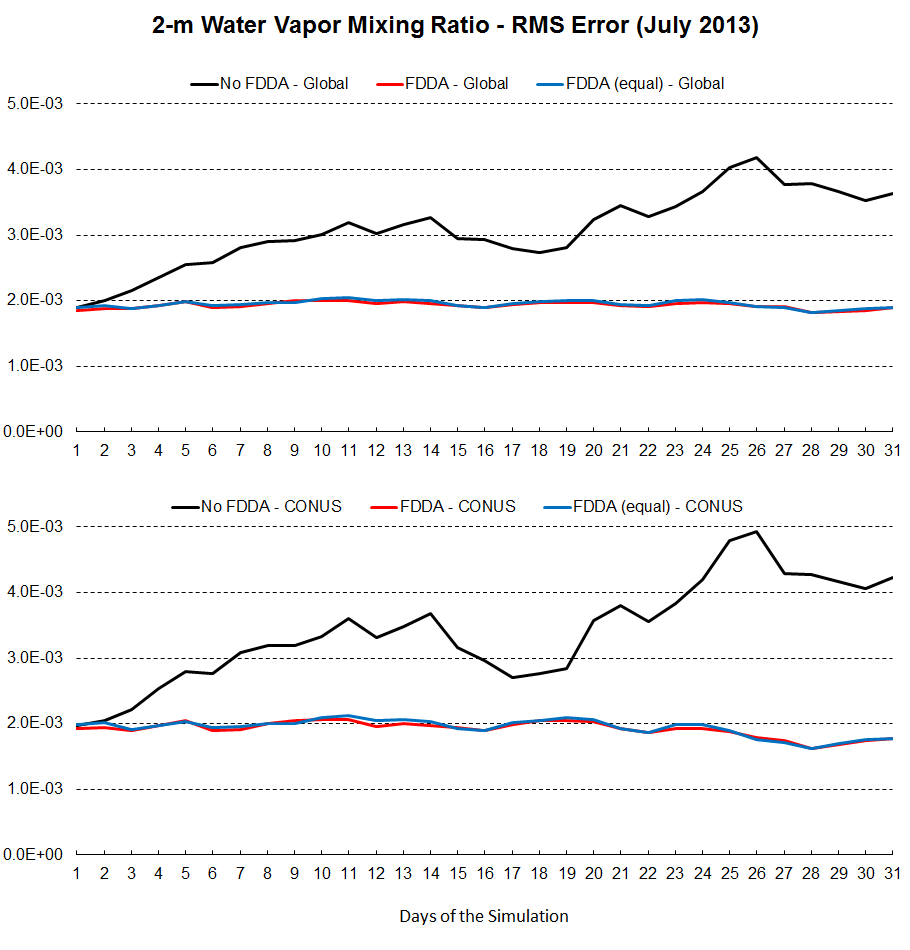 2-m Water Vapor Mixing Ratio - RMS Error (July 2013)
No FDDA - Global FDDA - Global FDDA (equal) - Global
5.0E-03
4.0E-03
3.0E-03
2.0E-03
1.0E-03
0.0E+00
1 2 3 4 5 6 7 8 9 10 11 12 13 14 15 16 17 18 19 20 21 22 23 24 25 26 27 28 29 30 31
No FDDA - CONUS FDDA - CONUS FDDA (equal) - CONUS
5.0E-03
4.0E-03
3.0E-03
2.0E-03
1.0E-03
0.0E+00
1 2 3 4 5 6 7 8 9 10 11 12 13 14 15 16 17 18 19 20 21 22 23 24 25 26 27 28 29 30 31
Days of the Simulation